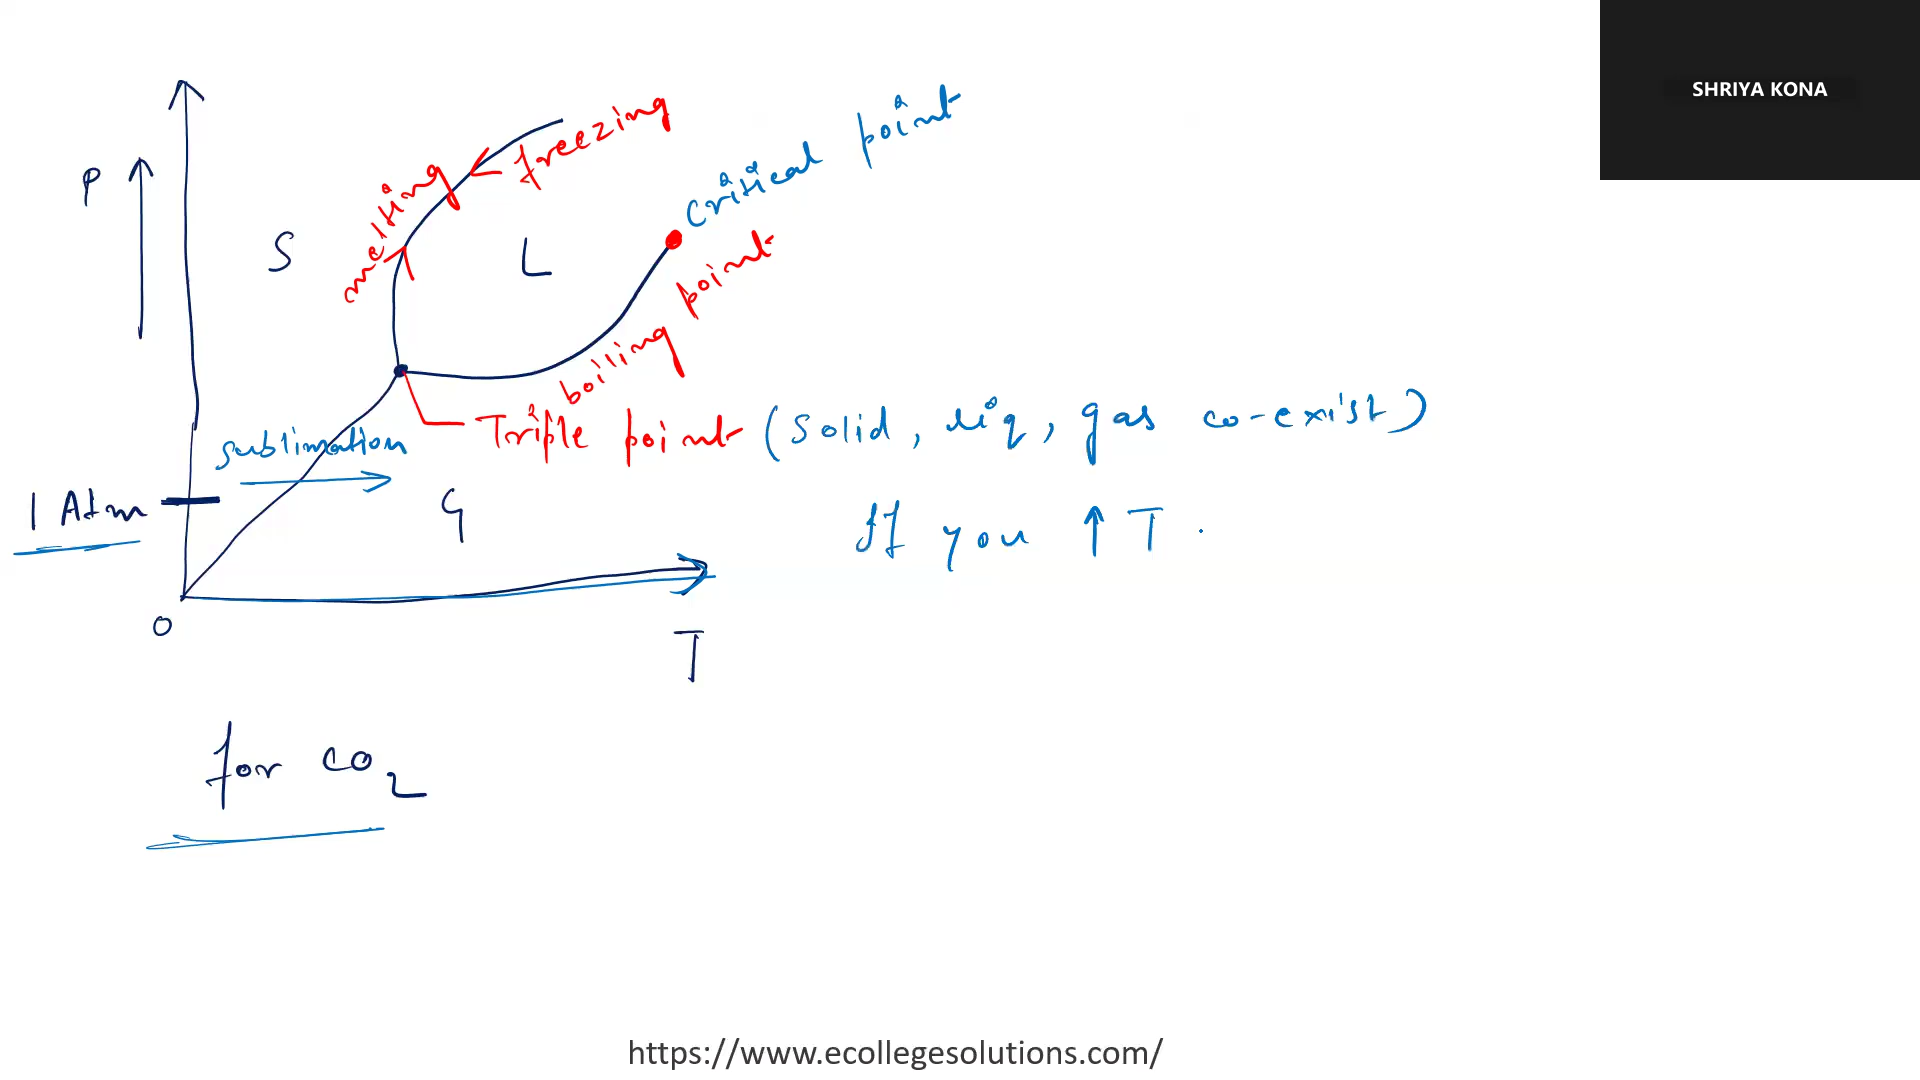 SHRIYA KONA
P
S
melting
freezing
L
critical point
boiling point
Triple point (solid, liq, gas co-exist)
sublimation
1 Atm
G
If you ↑ T .
O
T
for CO2
https://www.ecollegesolutions.com/